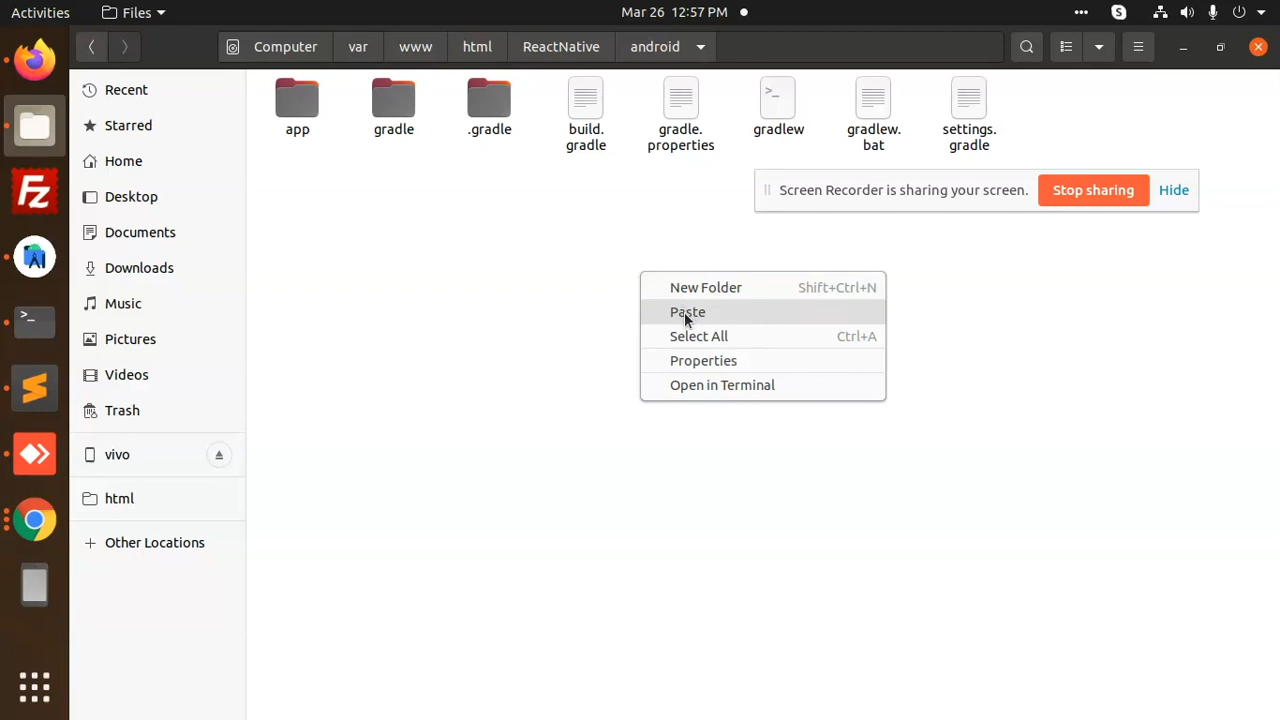 Activities Files Mar 26 12:57 PM
Computer var www html ReactNative android
Recent
Starred
Home
Desktop
Documents
Downloads
Music
Pictures
Videos
Trash
vivo
html
Other Locations
app gradle .gradle build. gradle. gradlew gradlew. settings.
gradle properties bat gradle
Screen Recorder is sharing your screen. Stop sharing Hide
New Folder Shift+Ctrl+N
Paste
Select All Ctrl+A
Properties
Open in Terminal